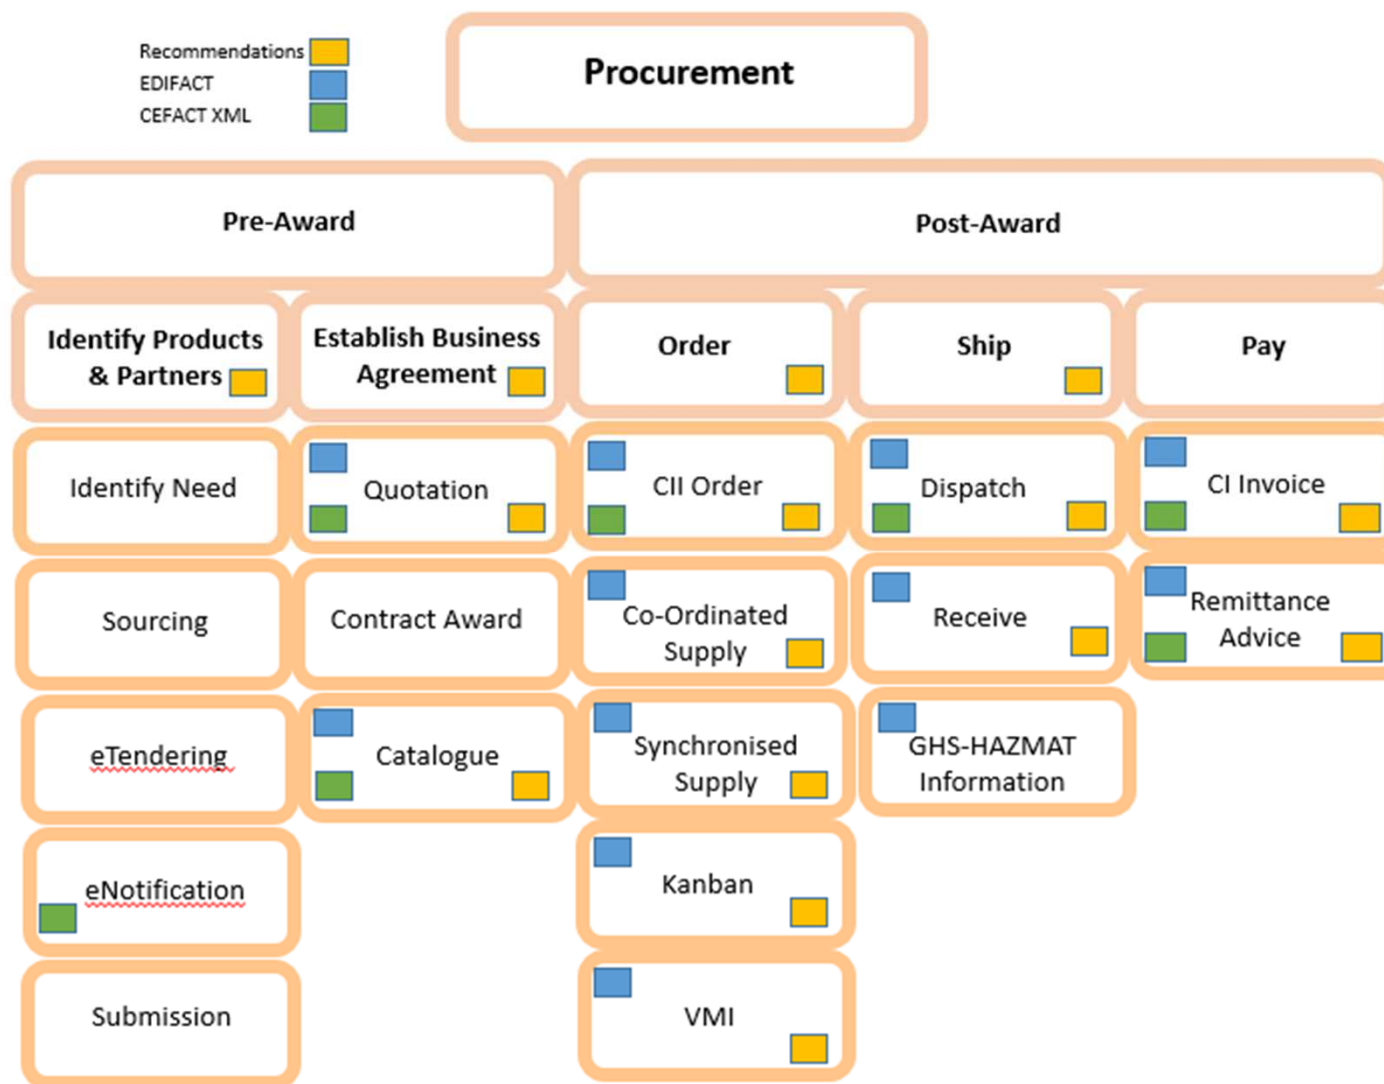 Recommendations
EDIFACT
CEFACT XML
Procurement
Pre-Award
Post-Award
Identify Products
& Partners
Establish Business
Agreement
Order
Ship
Pay
Identify Need
Quotation
CII Order
Dispatch
CI Invoice
Sourcing
Contract Award
Co-Ordinated
Supply
Receive
Remittance
Advice
eTendering
Catalogue
Synchronised
Supply
GHS-HAZMAT
Information
eNotification
Kanban
Submission
VMI